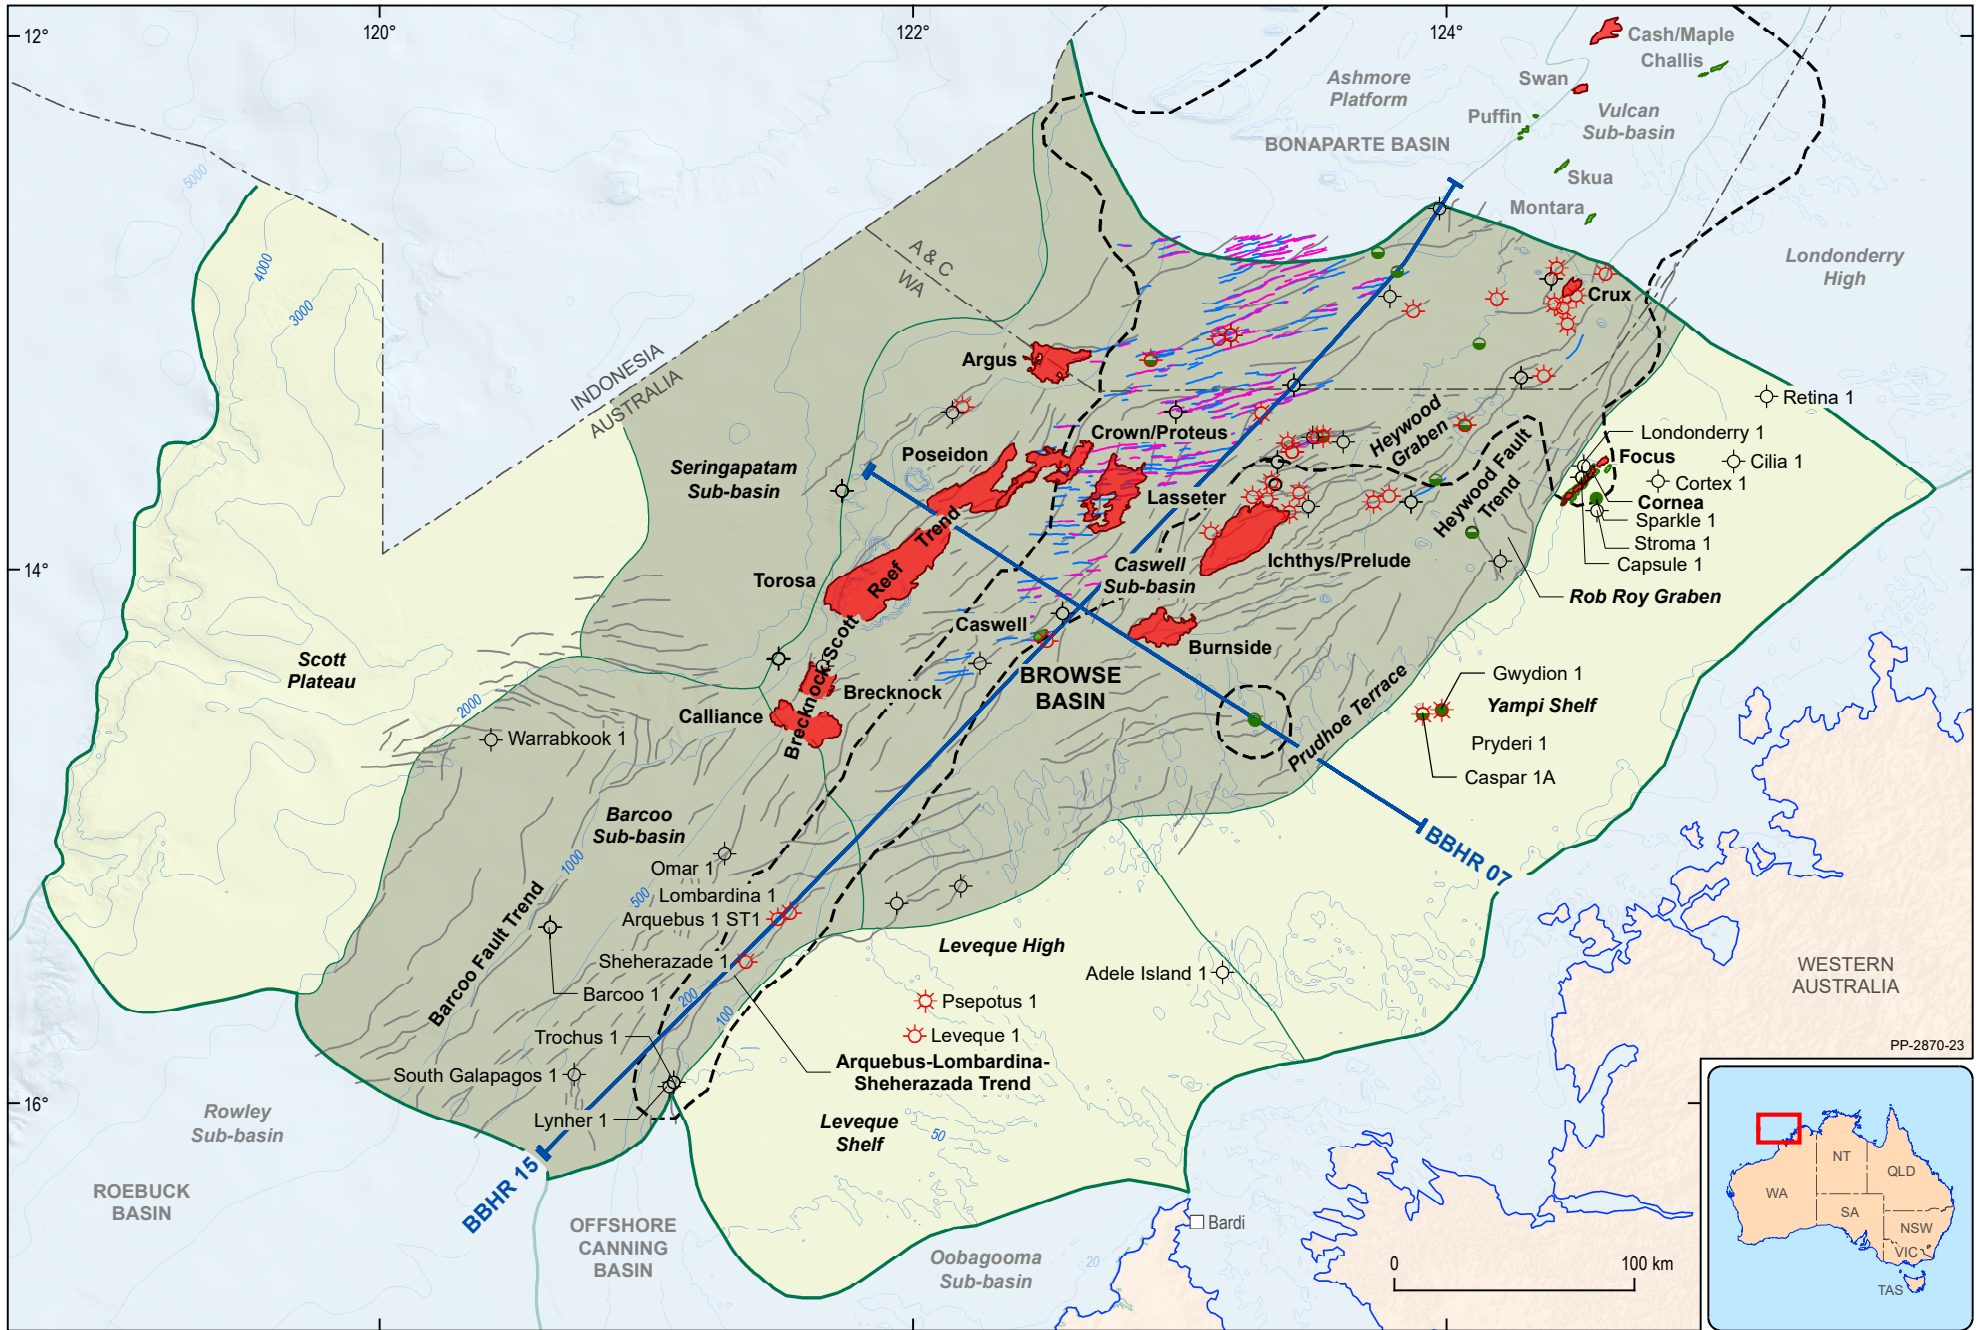 12°
120°
122°
124°
Cash/Maple
Challis
Ashmore
Platform
Swan
Vulcan
Sub-basin
Puffin
BONAPARTE BASIN
Skua
Montara
5000
4000
3000
A & C
WA
Londonderry
High
Crux
INDONESIA
AUSTRALIA
Argus
Retina 1
Heywood
Graben
Crown/Proteus
Londonderry 1
Poseidon
Focus
Cilia 1
Seringapatam
Sub-basin
Heywood Fault
Trend
Cortex 1
Lasseter
Cornea
Sparkle 1
Stroma 1
Capsule 1
14°
Torosa
Brecknock-Scott
Reef
Trend
Caswell
Sub-basin
Ichthys/Prelude
Rob Roy Graben
Caswell
Burnside
Scott
Plateau
BROWSE
BASIN
Gwydion 1
Yampi Shelf
Brecknock
Calliance
2000
Prudhoe Terrace
Warrabkook 1
Pryderi 1
Caspar 1A
Barcoo
Sub-basin
1000
Omar 1
BBHR 07
500
Lombardina 1
Arquebus 1 ST1
Barcoo Fault Trend
Leveque High
Sheherazade 1
Adele Island 1
WESTERN
AUSTRALIA
Barcoo 1
200
100
Psepotus 1
Trochus 1
Leveque 1
PP-2870-23
Arquebus-Lombardina-
Sheherazada Trend
South Galapagos 1
16°
Rowley
Sub-basin
Lynher 1
Leveque
Shelf
50
BBHR 15
ROEBUCK
BASIN
OFFSHORE
CANNING
BASIN
Bardi
Oobagooma
Sub-basin
20
0
100 km
NT
QLD
WA
SA
NSW
VIC
TAS